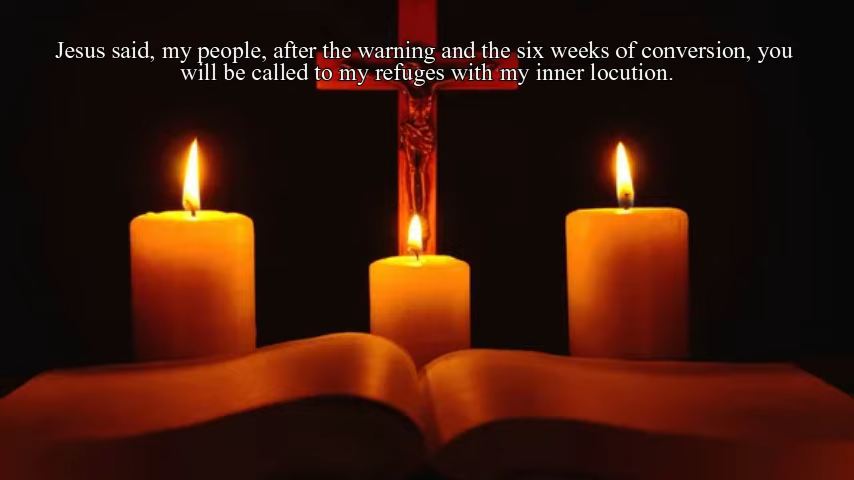 Jesus said, my people, after the warning and the six weeks of conversion, you
will be called to my refuges with my inner locution.